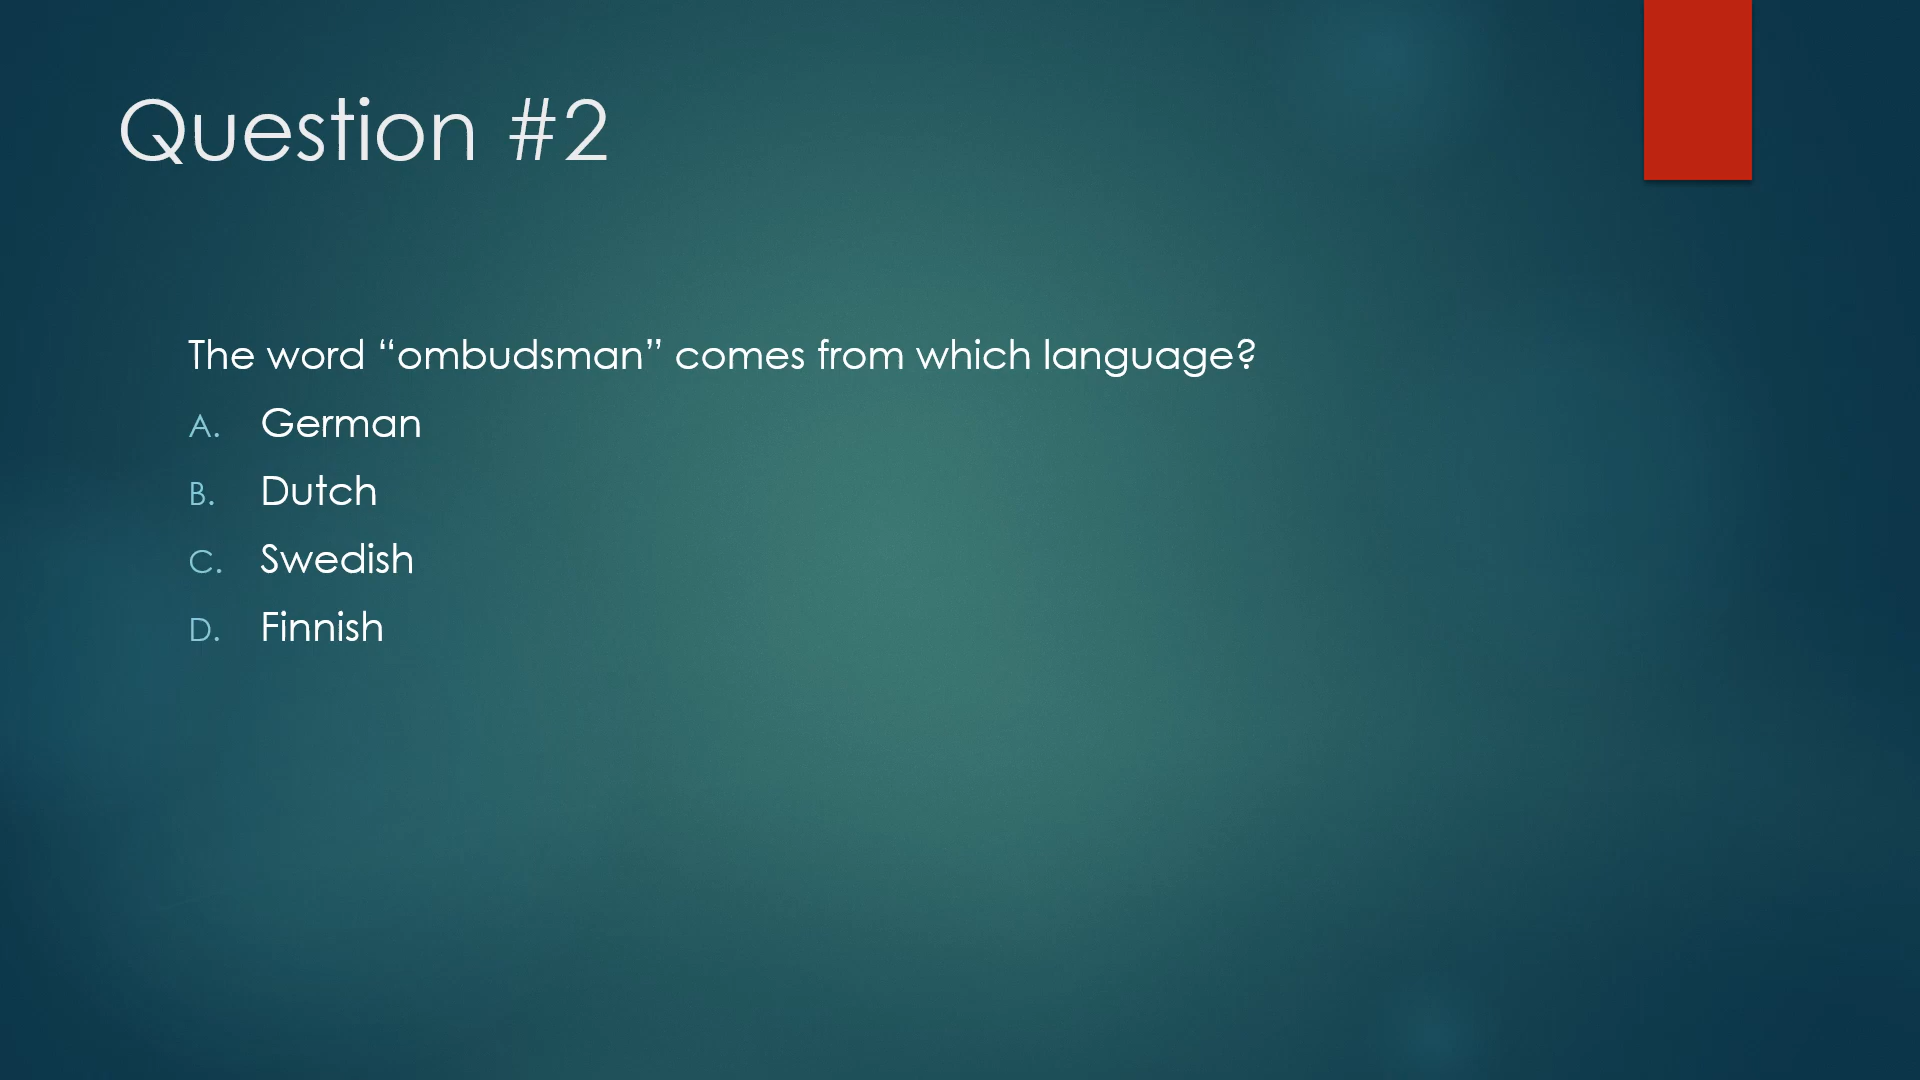 Question #2
The word “ombudsman” comes from which language?
A. German
B. Dutch
C. Swedish
D. Finnish